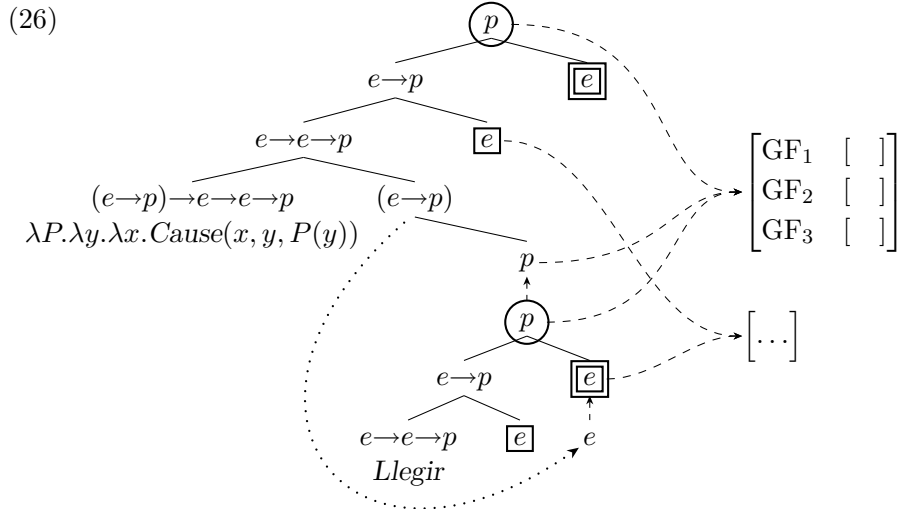 (26)
p
e→p e
e→e→p e
(e→p)→e→e→p (e→p)
λP.λy.λx.Cause(x, y, P(y))
p
p
e→p e
e→e→p e e
Llegir
GF₁ [ ]
GF₂ [ ]
GF₃ [ ]
[...]